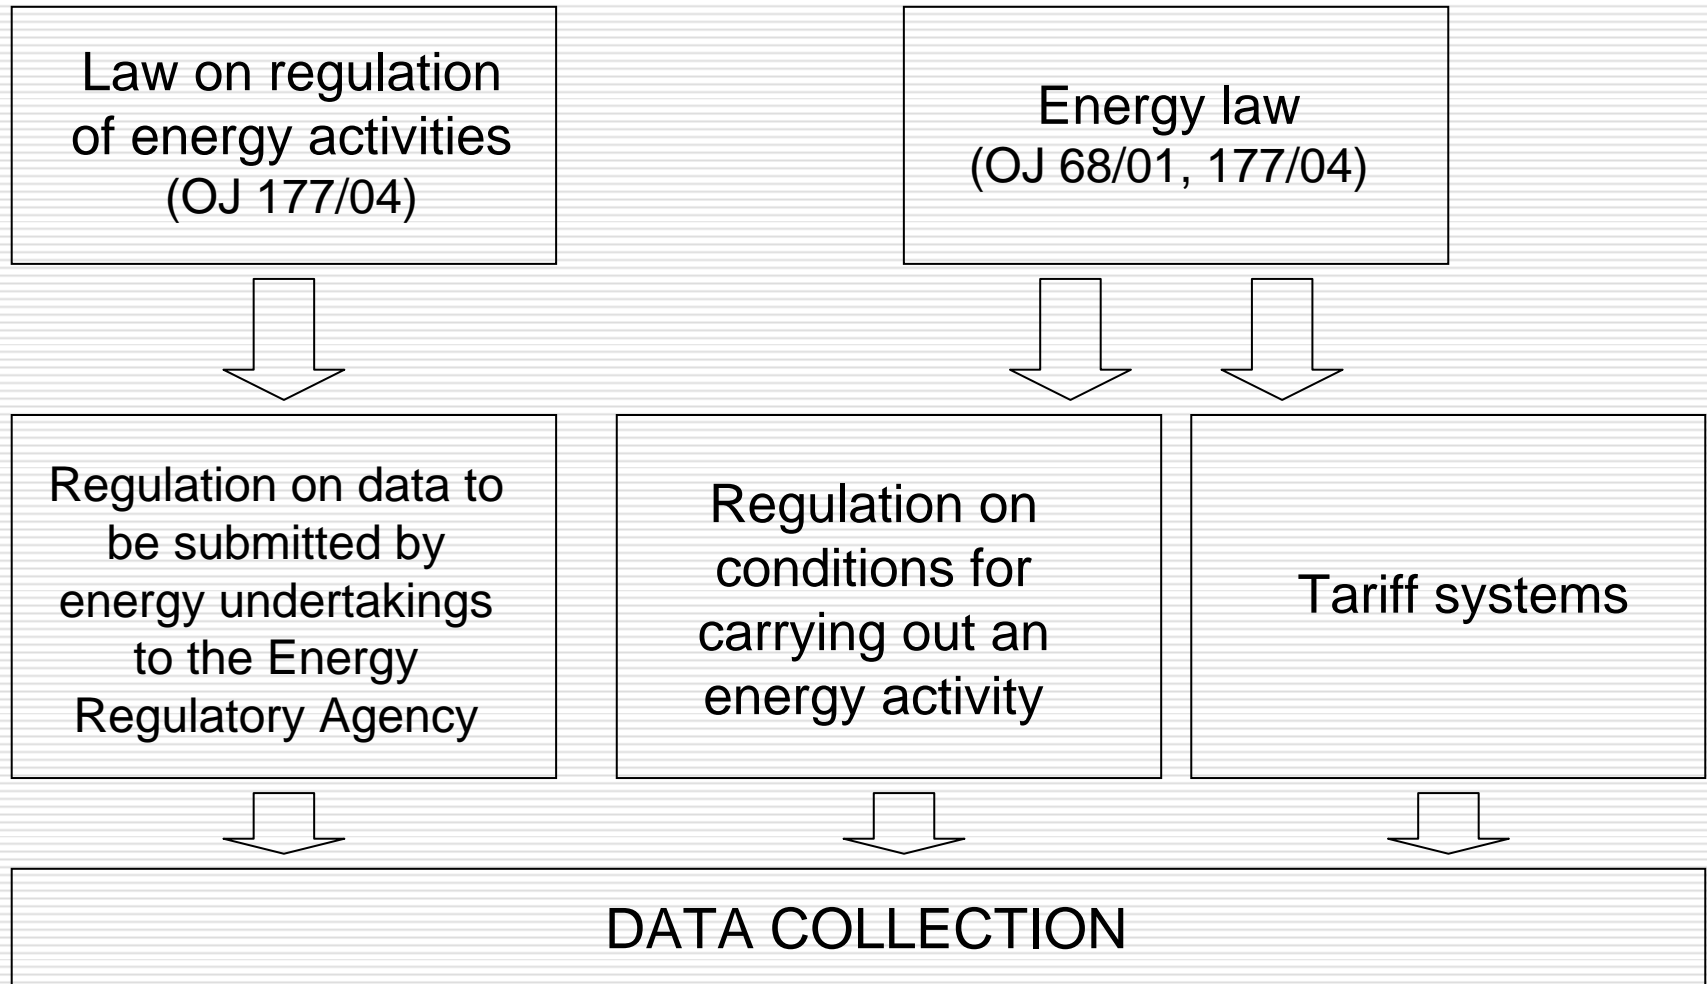 Law on regulation
of energy activities
(OJ 177/04)
Energy law
(OJ 68/01, 177/04)
Regulation on data to
be submitted by
energy undertakings
to the Energy
Regulatory Agency
Regulation on
conditions for
carrying out an
energy activity
Tariff systems
DATA COLLECTION